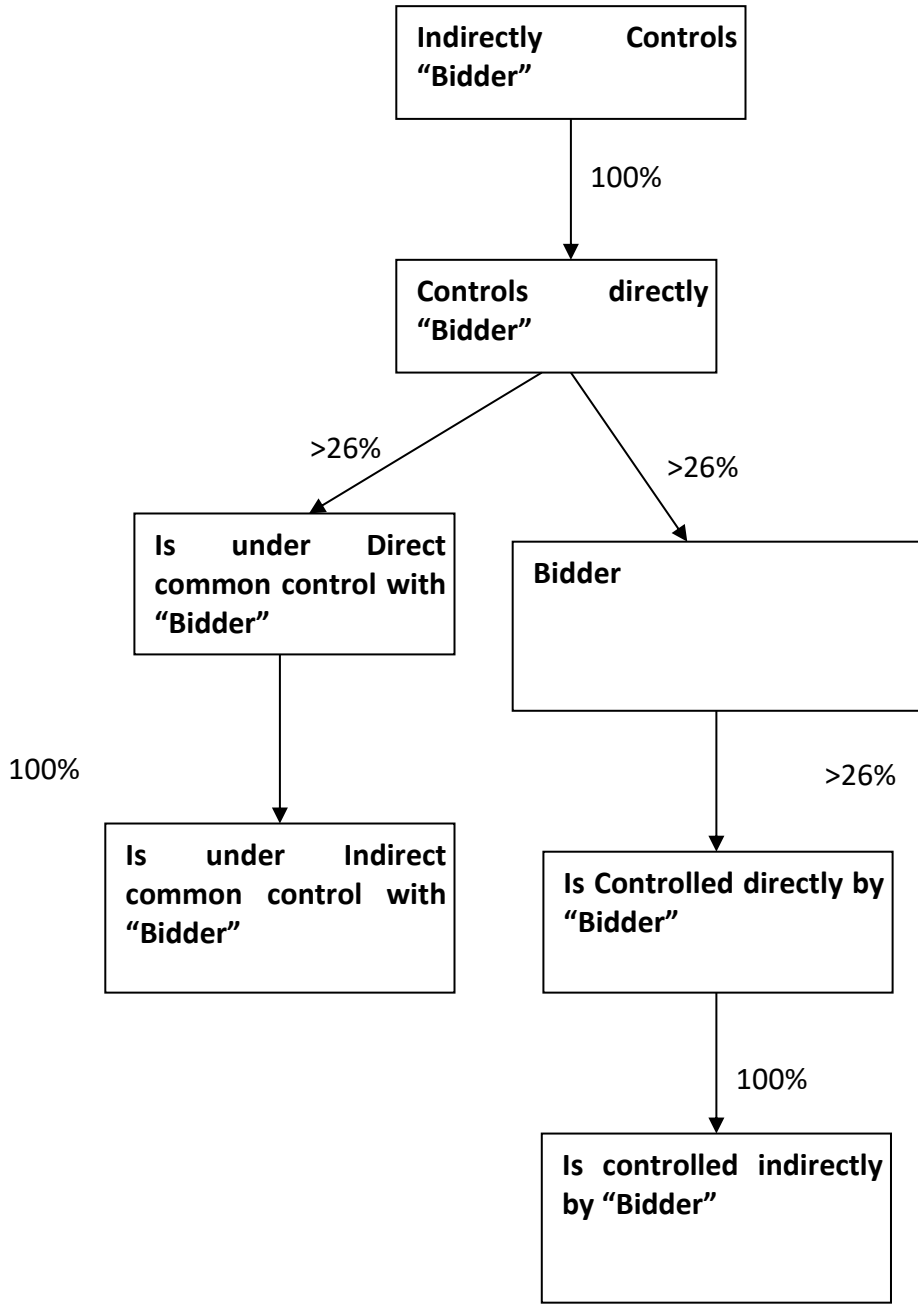 Indirectly Controls
“Bidder”
100%
Controls directly
“Bidder”
>26%
>26%
Is under Direct
common control with
“Bidder”
Bidder
100%
>26%
Is under Indirect
common control with
“Bidder”
Is Controlled directly by
“Bidder”
100%
Is controlled indirectly
by “Bidder”